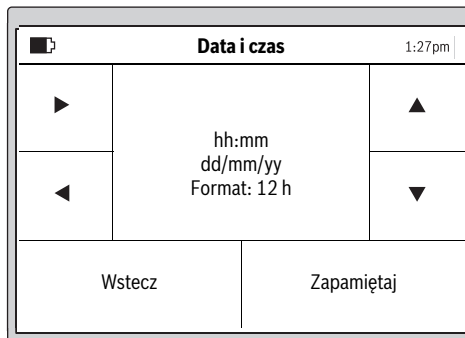 Data i czas
1:27pm
hh:mm
dd/mm/yy
Format: 12 h
Wstecz
Zapamiętaj